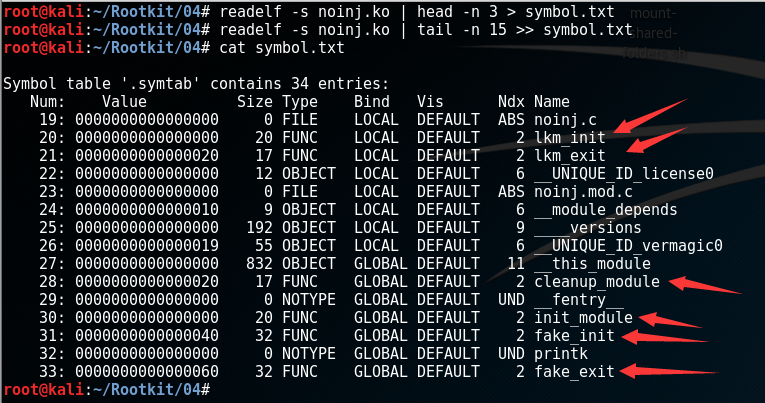 root@kali:~/Rootkit/04# readelf -s noinj.ko | head -n 3 > symbol.txt
root@kali:~/Rootkit/04# readelf -s noinj.ko | tail -n 15 >> symbol.txt
root@kali:~/Rootkit/04# cat symbol.txt
mount-
shared-
folders.sh
Symbol table '.symtab' contains 34 entries:
   Num:    Value          Size Type    Bind   Vis      Ndx Name
    19: 0000000000000000     0 FILE    LOCAL  DEFAULT  ABS noinj.c
    20: 0000000000000000    20 FUNC    LOCAL  DEFAULT    2 lkm_init
    21: 0000000000000020    17 FUNC    LOCAL  DEFAULT    2 lkm_exit
    22: 0000000000000000    12 OBJECT  LOCAL  DEFAULT    6 __UNIQUE_ID_license0
    23: 0000000000000000     0 FILE    LOCAL  DEFAULT  ABS noinj.mod.c
    24: 0000000000000010     9 OBJECT  LOCAL  DEFAULT    6 __module_depends
    25: 0000000000000000   192 OBJECT  LOCAL  DEFAULT    9 ____versions
    26: 0000000000000019    55 OBJECT  LOCAL  DEFAULT    6 __UNIQUE_ID_vermagic0
    27: 0000000000000000   832 OBJECT  GLOBAL DEFAULT   11 __this_module
    28: 0000000000000020    17 FUNC    GLOBAL DEFAULT    2 cleanup_module
    29: 0000000000000000     0 NOTYPE  GLOBAL DEFAULT  UND __fentry__
    30: 0000000000000000    20 FUNC    GLOBAL DEFAULT    2 init_module
    31: 0000000000000040    32 FUNC    GLOBAL DEFAULT    2 fake_init
    32: 0000000000000000     0 NOTYPE  GLOBAL DEFAULT  UND printk
    33: 0000000000000060    32 FUNC    GLOBAL DEFAULT    2 fake_exit
root@kali:~/Rootkit/04#